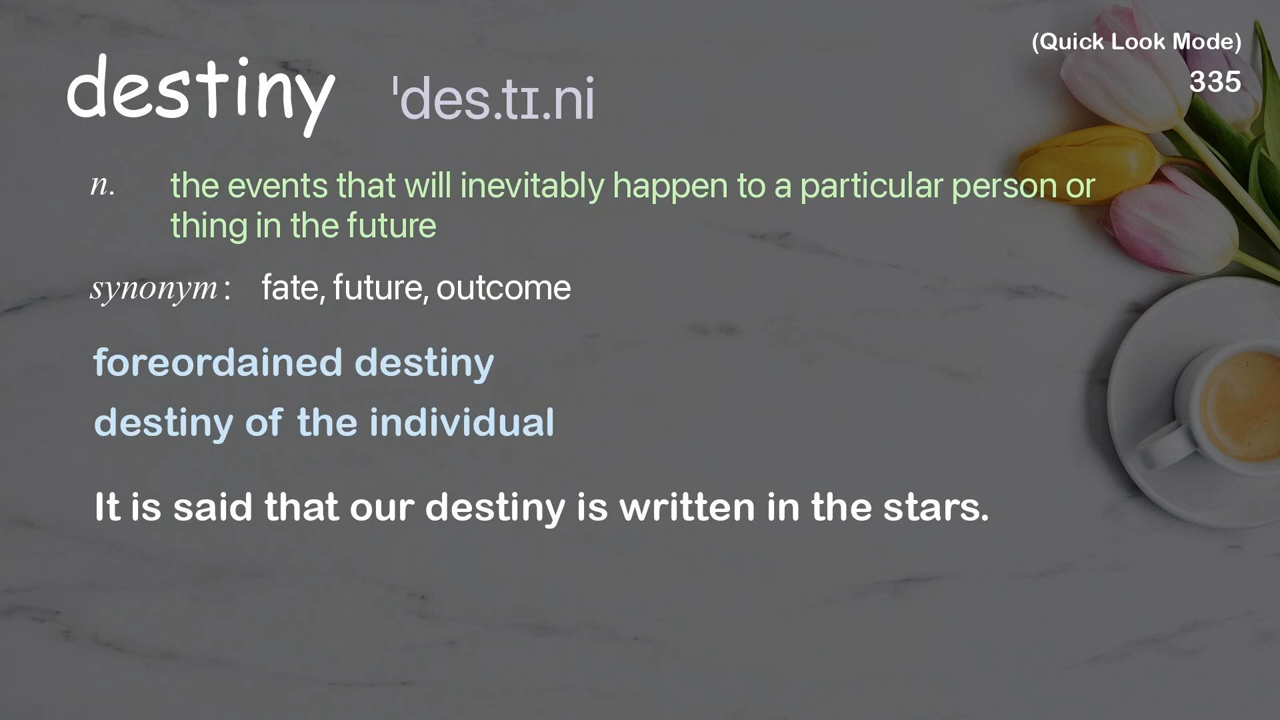 (Quick Look Mode)
335
destiny ˈdes.tɪ.ni
n. the events that will inevitably happen to a particular person or
thing in the future
synonym: fate, future, outcome
foreordained destiny
destiny of the individual
It is said that our destiny is written in the stars.